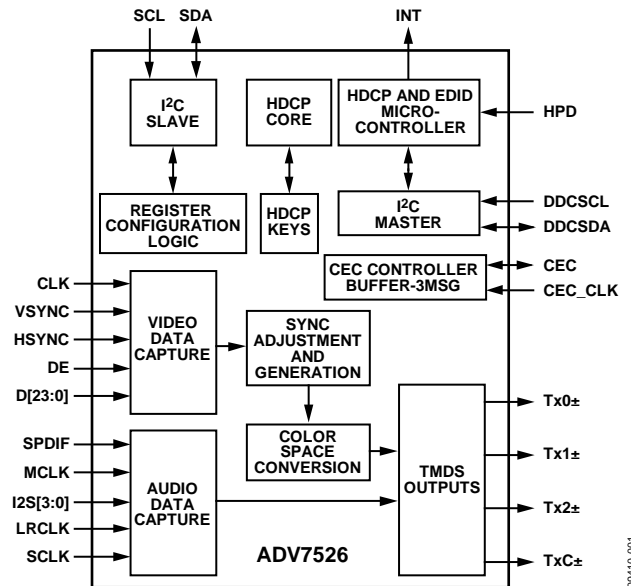 SCL SDA INT
I2C
SLAVE
HDCP
CORE
HDCP AND EDID
MICRO-
CONTROLLER
HPD
REGISTER
CONFIGURATION
LOGIC
HDCP
KEYS
I2C
MASTER
DDCSCL
DDCSDA
CEC CONTROLLER
BUFFER-3MSG
CEC
CEC_CLK
CLK
VSYNC
HSYNC
DE
D[23:0]
VIDEO
DATA
CAPTURE
SYNC
ADJUSTMENT
AND
GENERATION
COLOR
SPACE
CONVERSION
TMDS
OUTPUTS
Tx0±
Tx1±
Tx2±
TxC±
SPDIF
MCLK
I2S[3:0]
LRCLK
SCLK
AUDIO
DATA
CAPTURE
ADV7526